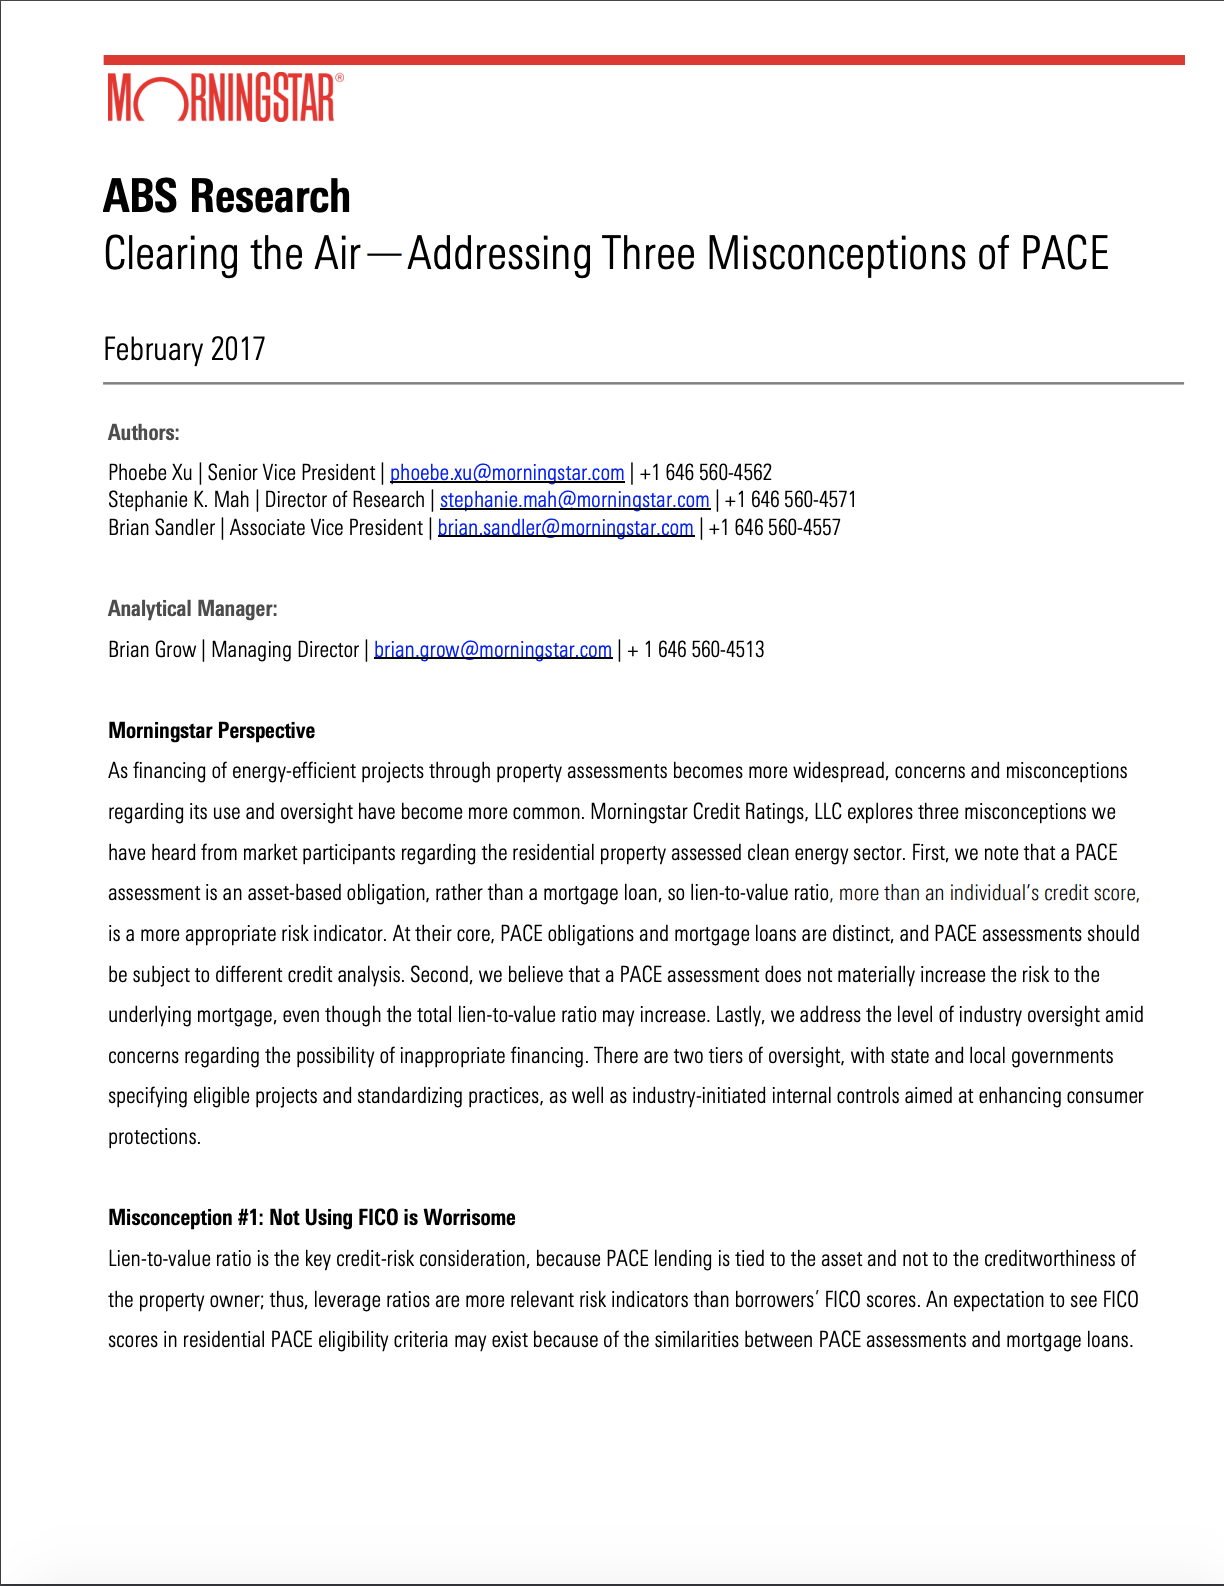 MORNINGSTAR®
ABS Research
Clearing the Air—Addressing Three Misconceptions of PACE
February 2017
Authors:
Phoebe Xu | Senior Vice President | phoebe.xu@morningstar.com | +1 646 560-4562
Stephanie K. Mah | Director of Research | stephanie.mah@morningstar.com | +1 646 560-4571
Brian Sandler | Associate Vice President | brian.sandler@morningstar.com | +1 646 560-4557
Analytical Manager:
Brian Grow | Managing Director | brian.grow@morningstar.com | + 1 646 560-4513
Morningstar Perspective
As financing of energy-efficient projects through property assessments becomes more widespread, concerns and misconceptions
regarding its use and oversight have become more common. Morningstar Credit Ratings, LLC explores three misconceptions we
have heard from market participants regarding the residential property assessed clean energy sector. First, we note that a PACE
assessment is an asset-based obligation, rather than a mortgage loan, so lien-to-value ratio, more than an individual’s credit score,
is a more appropriate risk indicator. At their core, PACE obligations and mortgage loans are distinct, and PACE assessments should
be subject to different credit analysis. Second, we believe that a PACE assessment does not materially increase the risk to the
underlying mortgage, even though the total lien-to-value ratio may increase. Lastly, we address the level of industry oversight amid
concerns regarding the possibility of inappropriate financing. There are two tiers of oversight, with state and local governments
specifying eligible projects and standardizing practices, as well as industry-initiated internal controls aimed at enhancing consumer
protections.
Misconception #1: Not Using FICO is Worrisome
Lien-to-value ratio is the key credit-risk consideration, because PACE lending is tied to the asset and not to the creditworthiness of
the property owner; thus, leverage ratios are more relevant risk indicators than borrowers’ FICO scores. An expectation to see FICO
scores in residential PACE eligibility criteria may exist because of the similarities between PACE assessments and mortgage loans.